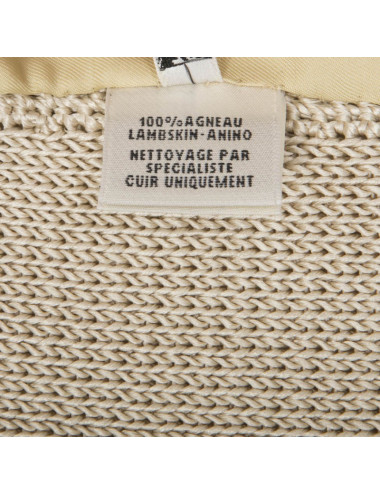 100% AGNEAU
LAMBSKIN-ANINO
NETTOYAGE PAR
SPECIALISTE
CUIR UNIQUEMENT